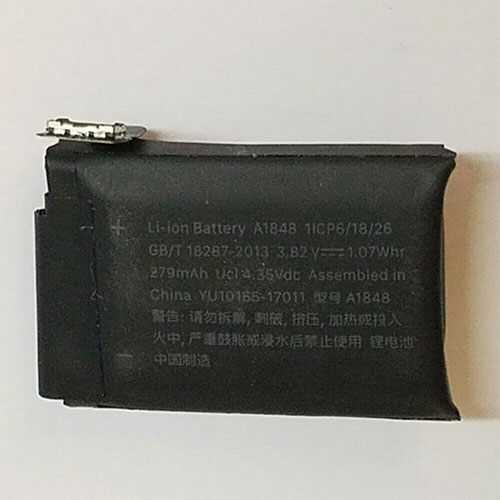 +
Li-ion Battery A1848 1ICP6/18/26
GB/T 18287-2013 3.82V⎓1.07Whr
279mAh Ucl 4.35Vdc Assembled in
China YU10165-17011 型号 A1848
警告: 请勿拆解, 刺破, 挤压, 加热或投入
火中, 严重鼓胀或浸水后禁止使用 锂电池
中国制造
−